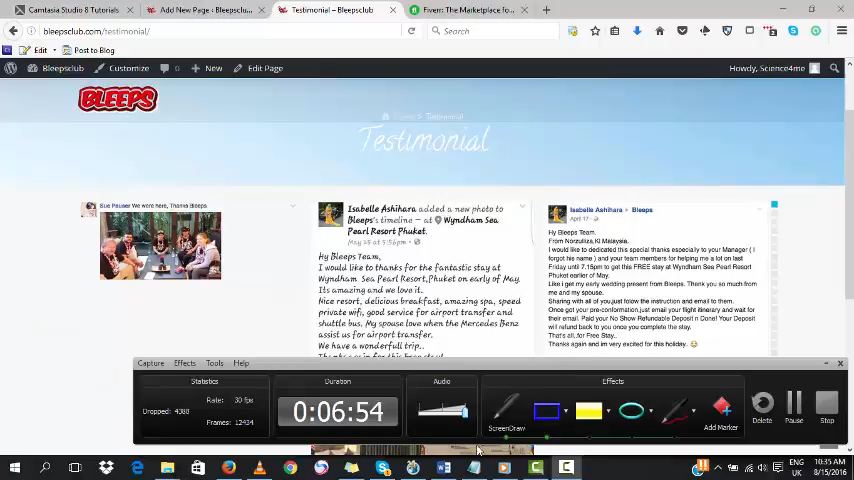 Camtasia Studio 8 Tutorials
Add New Page ‹ Bleepsclub...
Testimonial – Bleepsclub
Fiverr: The Marketplace fo...
bleepsclub.com/testimonial/
Search
Edit
Post to Blog
Bleepsclub
Customize
0
New
Edit Page
Howdy, Science4me
BLEEPS
Home > Testimonial
Testimonial
Sue Pauser We were here, Thanks Bleeps
Isabelle Ashihara added a new photo to
Bleeps's timeline — at Wyndham Sea
Pearl Resort Phuket.
May 25 at 5:56pm
Hy Bleeps Team,
I would like to thanks for the fantastic stay at
Wyndham Sea Pearl Resort,Phuket on early of May.
Its amazing and we love it..
Nice resort, delicious breakfast, amazing spa, speed
private wifi, good service for airport transfer and
shuttle bus. My spouse love when the Mercedes Benz
assist us for airport transfer.
We have a wonderful trip..
Isabelle Ashihara Bleeps
April 17
Hy Bleeps Team.
From Norzuliza,Kl Malaysia.
I would like to dedicated this special thanks especially to your Manager ( I
forgot his name ) and your team members for helping me a lot on last
Friday until 7.15pm to get this FREE stay at Wyndham Sea Pearl Resort
Phuket earlier of May.
Like i get my early wedding present from Bleeps. Thank you so much from
me and my spouse.
Sharing with all of you,just follow the instruction and email to them.
Once got your pre-conformation,just email your flight itinerary and wait for
their email. Paid your No Show Refundable Deposit n Done! Your Deposit
will refund back to you once you complete the stay.
That's all, for Free Stay!..
Thanks again and im very excited for this holiday.
Capture Effects Tools Help
Statistics
Duration
Audio
Effects
Rate: 30 fps
Dropped: 4388
Frames: 12434
0:06:54
ScreenDraw
Add Marker
Delete
Pause
Stop
ENG
UK
10:35 AM
8/15/2016